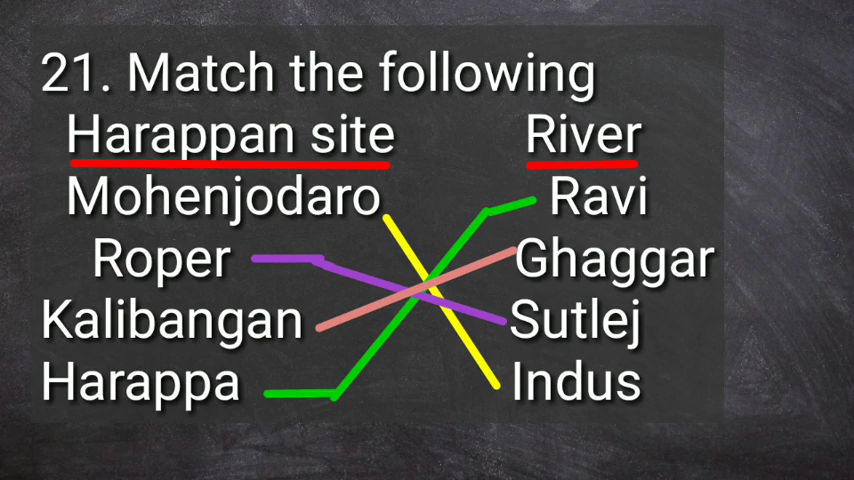 21. Match the following
Harappan site River
Mohenjodaro Ravi
Roper Ghaggar
Kalibangan Sutlej
Harappa Indus